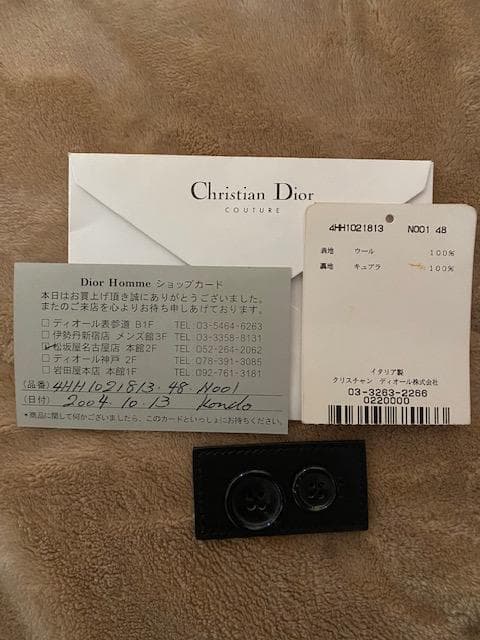 Christian Dior
COUTURE
4HH1021813 N001 48
表地 ウール 100%
裏地 キュプラ 100%
イタリア製
クリスチャン ディオール株式会社
03-3263-2266
0220000
Dior Homme ショップカード
本日はお買上げ頂き誠にありがとうございました。
またのご来店を心よりお待ち申しあげております。
□ ディオール表参道 B1F TEL:03-5464-6263
□ 伊勢丹新宿店 メンズ館3F TEL:03-3358-8131
松坂屋名古屋店 本館2F TEL:052-264-2062
□ ディオール神戸 2F TEL:078-391-3085
□ 岩田屋本店 本館1F TEL:092-761-3181
(品番) 4HH1021813·48·N001
(日付) 2004.10.13 Kondo
*商品に関して何かございましたら、このカードといっしょにお持ちください。